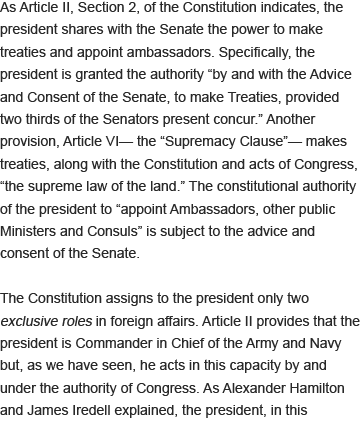 As Article II, Section 2, of the Constitution indicates, the
president shares with the Senate the power to make
treaties and appoint ambassadors. Specifically, the
president is granted the authority “by and with the Advice
and Consent of the Senate, to make Treaties, provided
two thirds of the Senators present concur.” Another
provision, Article VI— the “Supremacy Clause”— makes
treaties, along with the Constitution and acts of Congress,
“the supreme law of the land.” The constitutional authority
of the president to “appoint Ambassadors, other public
Ministers and Consuls” is subject to the advice and
consent of the Senate.

The Constitution assigns to the president only two
exclusive roles in foreign affairs. Article II provides that the
president is Commander in Chief of the Army and Navy
but, as we have seen, he acts in this capacity by and
under the authority of Congress. As Alexander Hamilton
and James Iredell explained, the president, in this